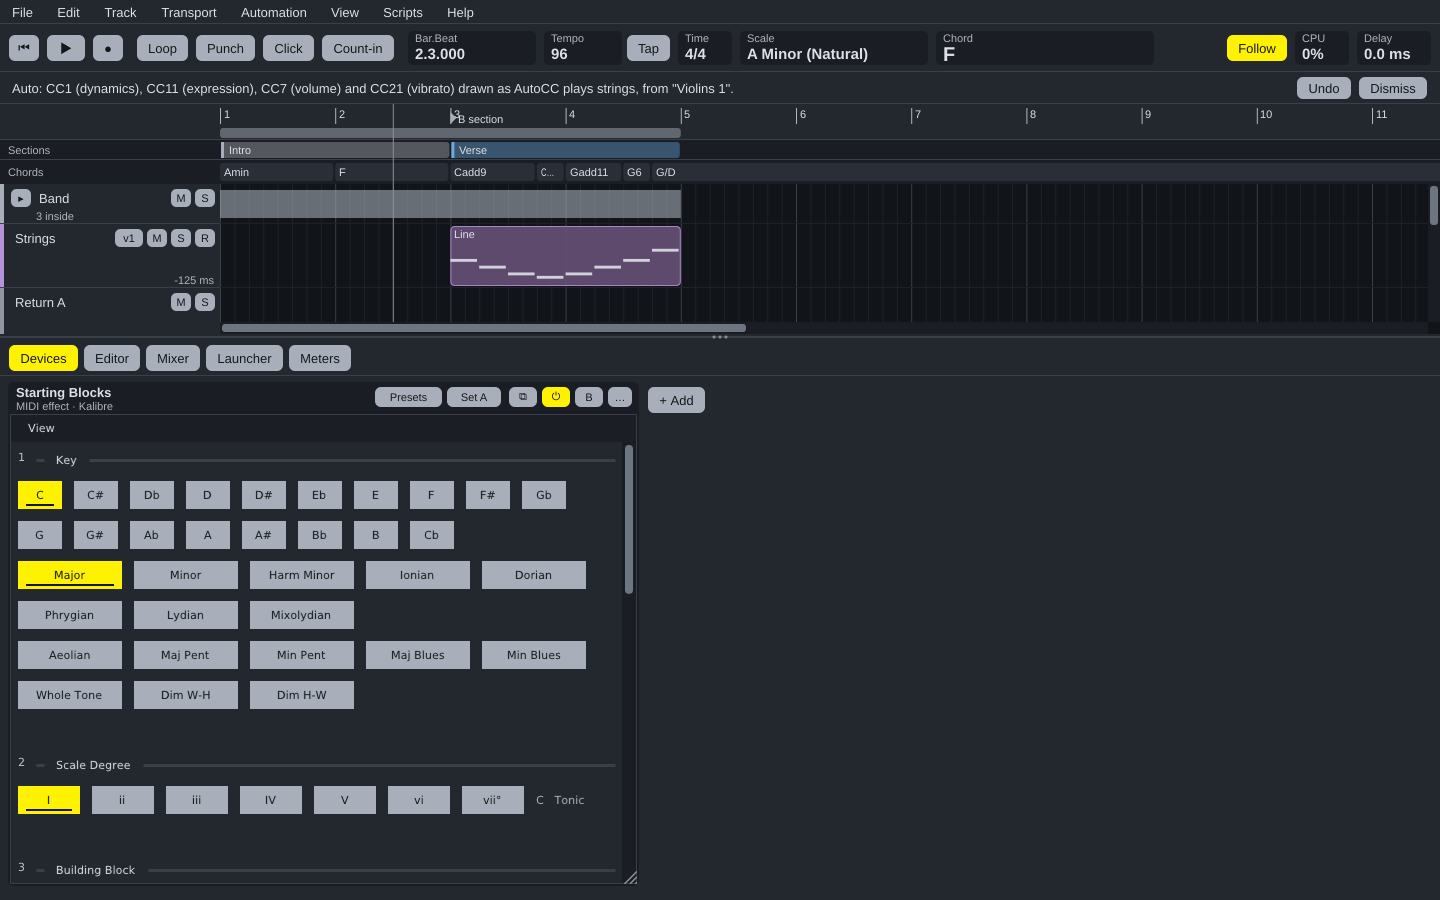 File Edit Track Transport Automation View Scripts Help
Loop Punch Click Count-in
Bar.Beat
2.3.000
Tempo
96
Tap
Time
4/4
Scale
A Minor (Natural)
Chord
F
Follow
CPU
0%
Delay
0.0 ms
Auto: CC1 (dynamics), CC11 (expression), CC7 (volume) and CC21 (vibrato) drawn as AutoCC plays strings, from "Violins 1".
Undo Dismiss
1 2 3 4 5 6 7 8 9 10 11
B section
Sections Intro Verse
Chords Amin F Cadd9 C... Gadd11 G6 G/D
Band M S
3 inside
Strings v1 M S R
-125 ms
Line
Return A M S
Devices Editor Mixer Launcher Meters
Starting Blocks
MIDI effect · Kalibre
Presets Set A B ...
+ Add
View
1 Key
C C# Db D D# Eb E F F# Gb
G G# Ab A A# Bb B Cb
Major Minor Harm Minor Ionian Dorian
Phrygian Lydian Mixolydian
Aeolian Maj Pent Min Pent Maj Blues Min Blues
Whole Tone Dim W-H Dim H-W
2 Scale Degree
I ii iii IV V vi vii° C Tonic
3 Building Block